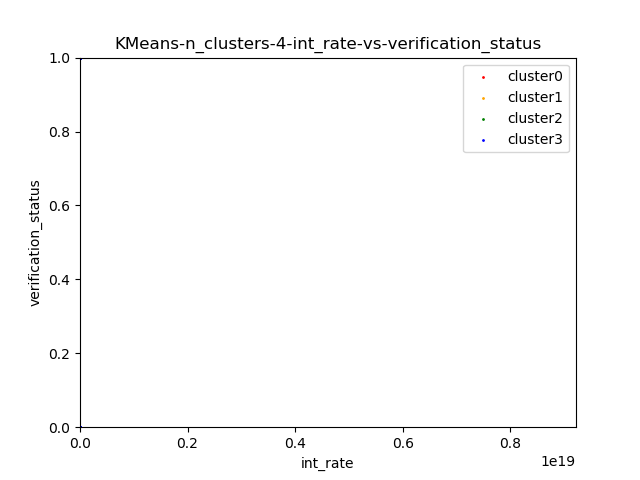 KMeans-n_clusters-4-int_rate-vs-verification_status
cluster0
cluster1
cluster2
cluster3
verification_status
1.0
0.8
0.6
0.4
0.2
0.0
0.0 0.2 0.4 0.6 0.8
1e19
int_rate